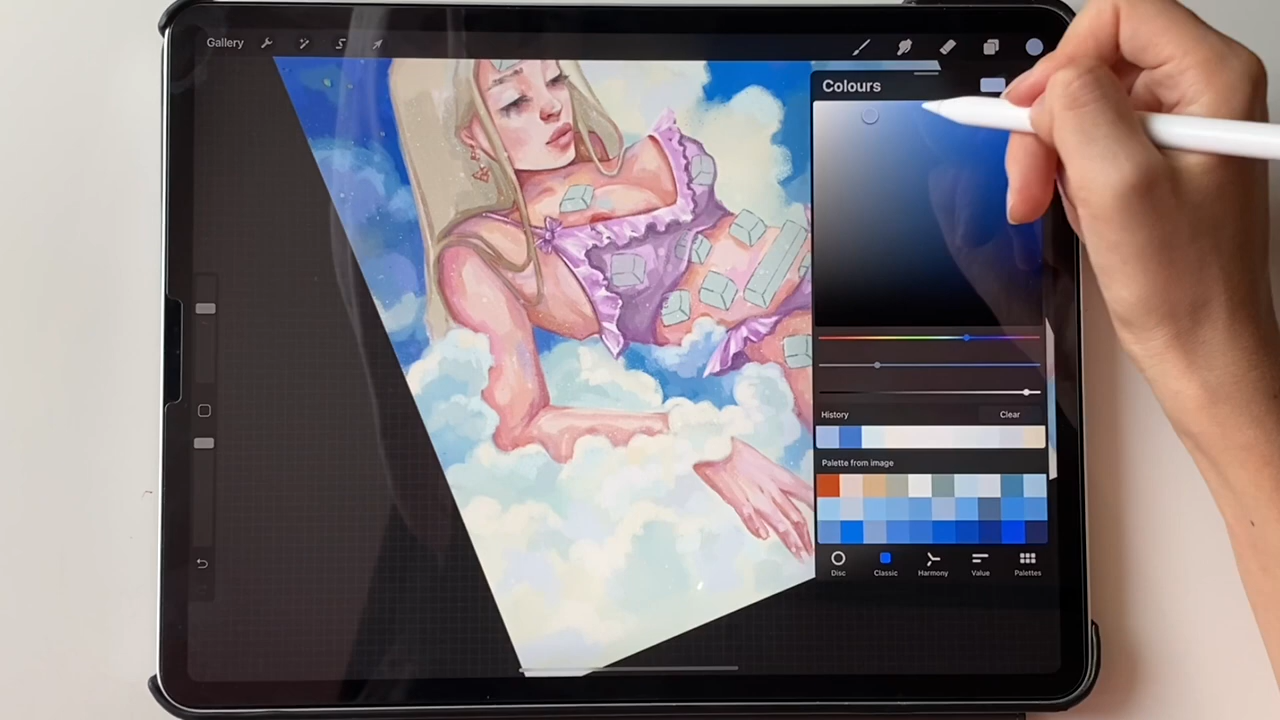 Gallery
Colours
History
Clear
Palette from image
Disc
Classic
Harmony
Value
Palettes